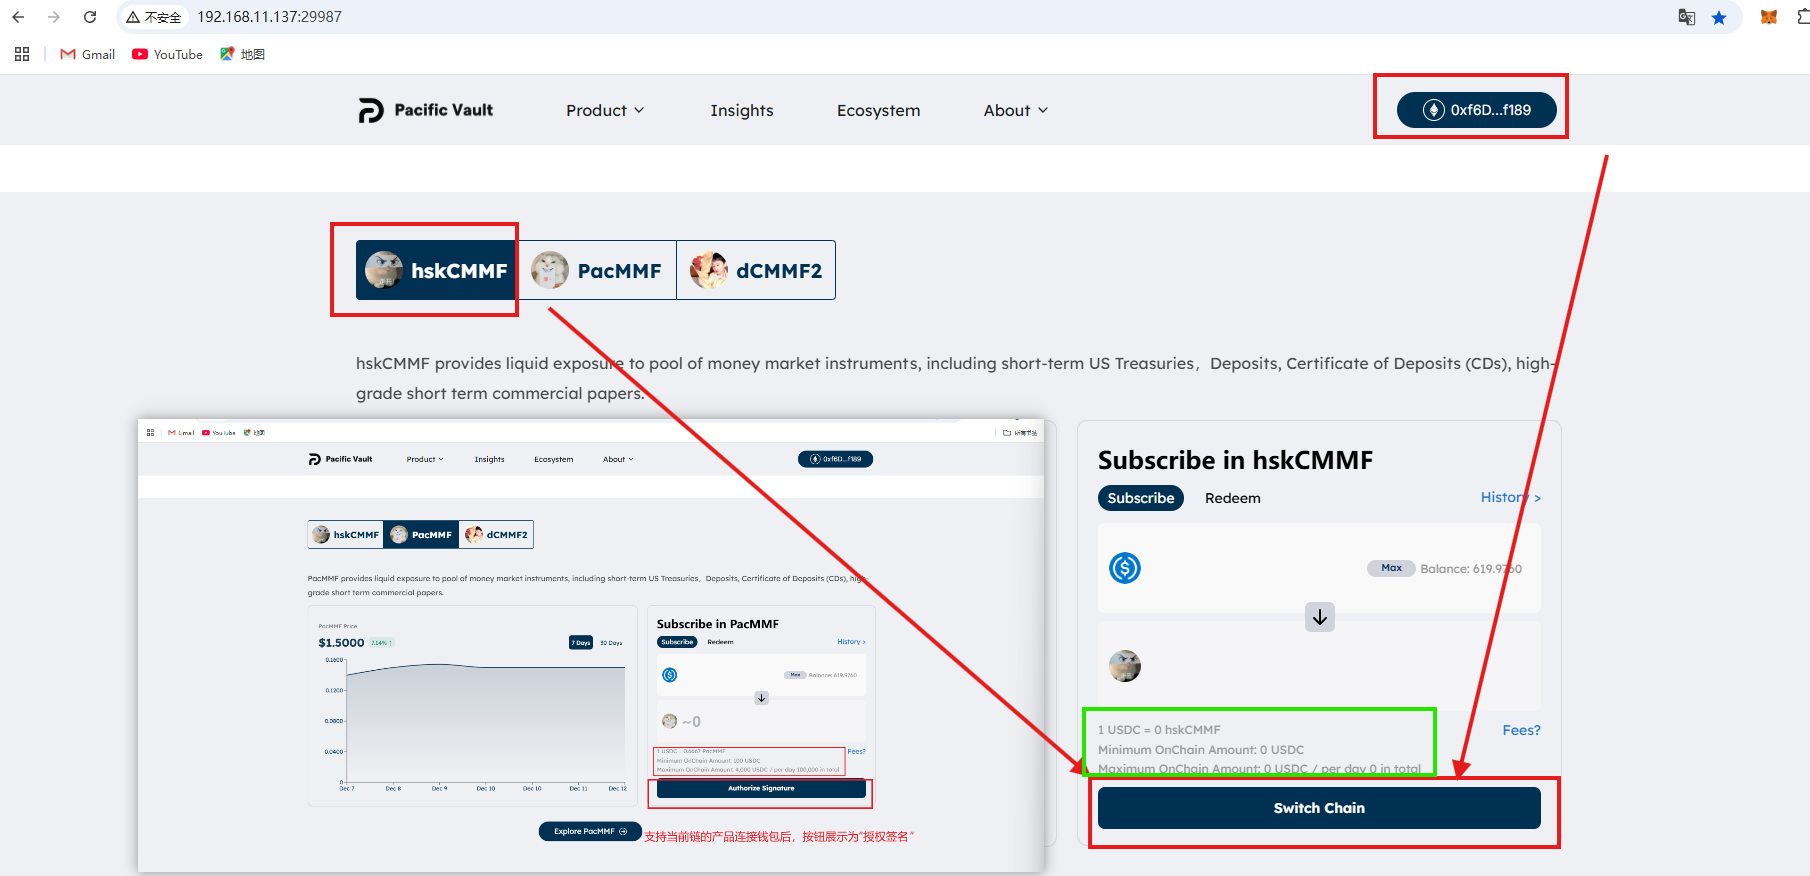 不安全 192.168.11.137:29987
Gmail YouTube 地图
Pacific Vault Product Insights Ecosystem About 0xf6D...f189
hskCMMF PacMMF dCMMF2
hskCMMF provides liquid exposure to pool of money market instruments, including short-term US Treasuries，Deposits, Certificate of Deposits (CDs), high-
grade short term commercial papers.
Gmail YouTube 地图 所有书签
Pacific Vault Product Insights Ecosystem About 0xf6D...f189
hskCMMF PacMMF dCMMF2
PacMMF provides liquid exposure to pool of money market instruments, including short-term US Treasuries，Deposits, Certificate of Deposits (CDs), high-
grade short term commercial papers.
PacMMF Price
$1.5000 7.14% ↑ 7 Days 30 Days
0.1600
0.1200
0.0800
0.0400
0
Dec 7 Dec 8 Dec 9 Dec 10 Dec 10 Dec 11 Dec 12
Subscribe in PacMMF
Subscribe Redeem History >
Max Balance: 619.9760
~0
1 USDC = 0.6667 PacMMF Fees?
Minimum OnChain Amount: 100 USDC
Maximum OnChain Amount: 4,000 USDC / per day 100,000 in total
Authorize Signature
Explore PacMMF
支持当前链的产品连接钱包后，按钮展示为“授权签名”
Subscribe in hskCMMF
Subscribe Redeem History >
Max Balance: 619.9760
1 USDC = 0 hskCMMF Fees?
Minimum OnChain Amount: 0 USDC
Maximum OnChain Amount: 0 USDC / per day 0 in total
Switch Chain